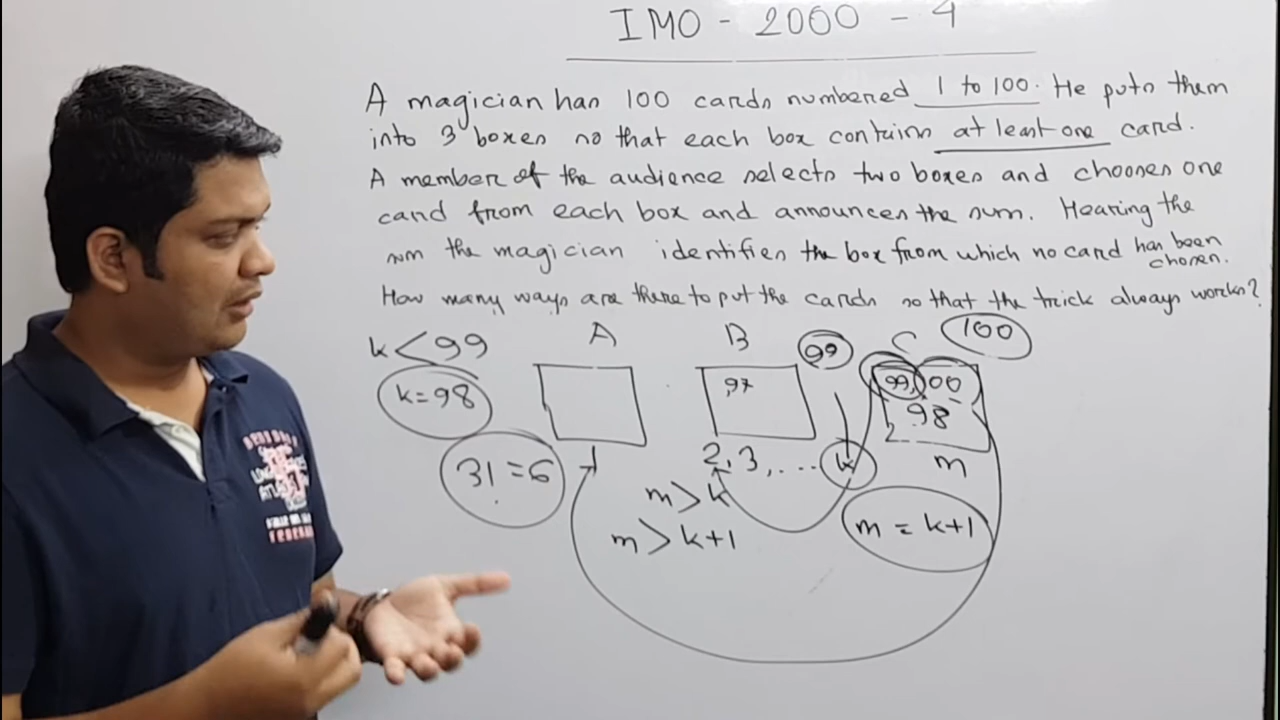 IMO - 2000 - 4
A magician has 100 cards numbered 1 to 100. He puts them
into 3 boxes so that each box contains at least one card.
A member of the audience selects two boxes and chooses one
card from each box and announces the sum. Hearing the
sum the magician identifies the box from which no card has been
chosen.
How many ways are there to put the cards so that the trick always works?
k < 99
A B 99 C 100
k = 98
,97
99, 100
98
3! = 6
1 2, 3, .... k m
m > k
m > k+1
m = k+1